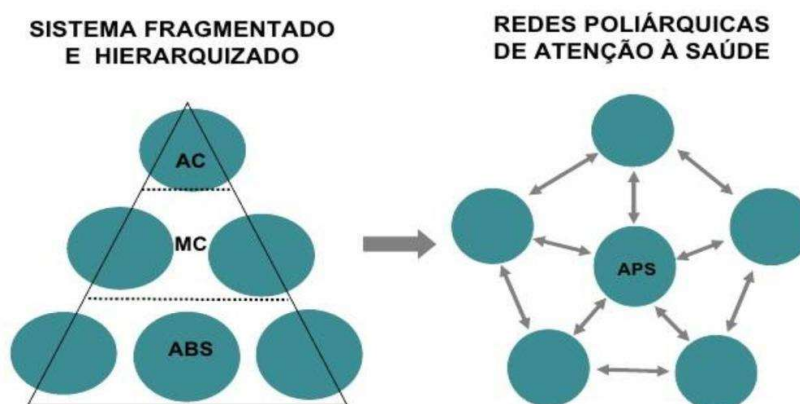 SISTEMA FRAGMENTADO
E HIERARQUIZADO
REDES POLIÁRQUICAS
DE ATENÇÃO À SAÚDE
AC
MC
ABS
APS